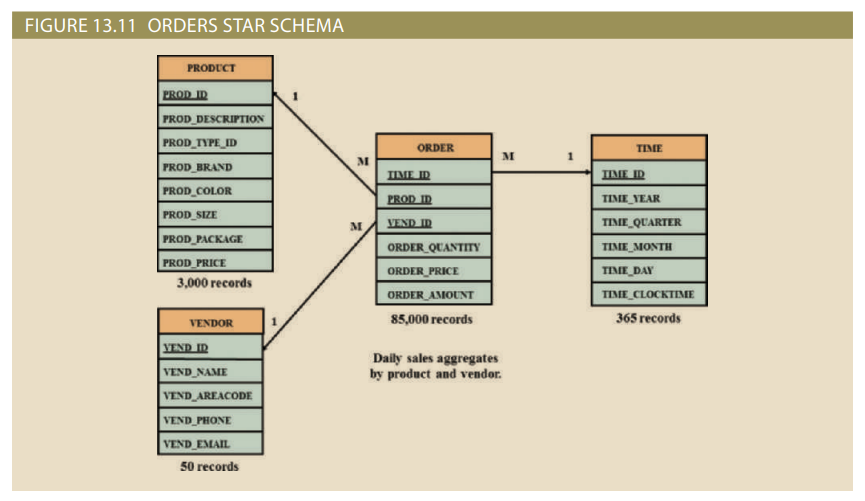 FIGURE 13.11 ORDERS STAR SCHEMA
PRODUCT
PROD_ID
PROD_DESCRIPTION
PROD_TYPE_ID
PROD_BRAND
PROD_COLOR
PROD_SIZE
PROD_PACKAGE
PROD_PRICE
3,000 records
1
M
ORDER
TIME_ID
PROD_ID
VEND_ID
ORDER_QUANTITY
ORDER_PRICE
ORDER_AMOUNT
85,000 records
Daily sales aggregates
by product and vendor.
M
1
TIME
TIME_ID
TIME_YEAR
TIME_QUARTER
TIME_MONTH
TIME_DAY
TIME_CLOCKTIME
365 records
M
1
VENDOR
VEND_ID
VEND_NAME
VEND_AREACODE
VEND_PHONE
VEND_EMAIL
50 records